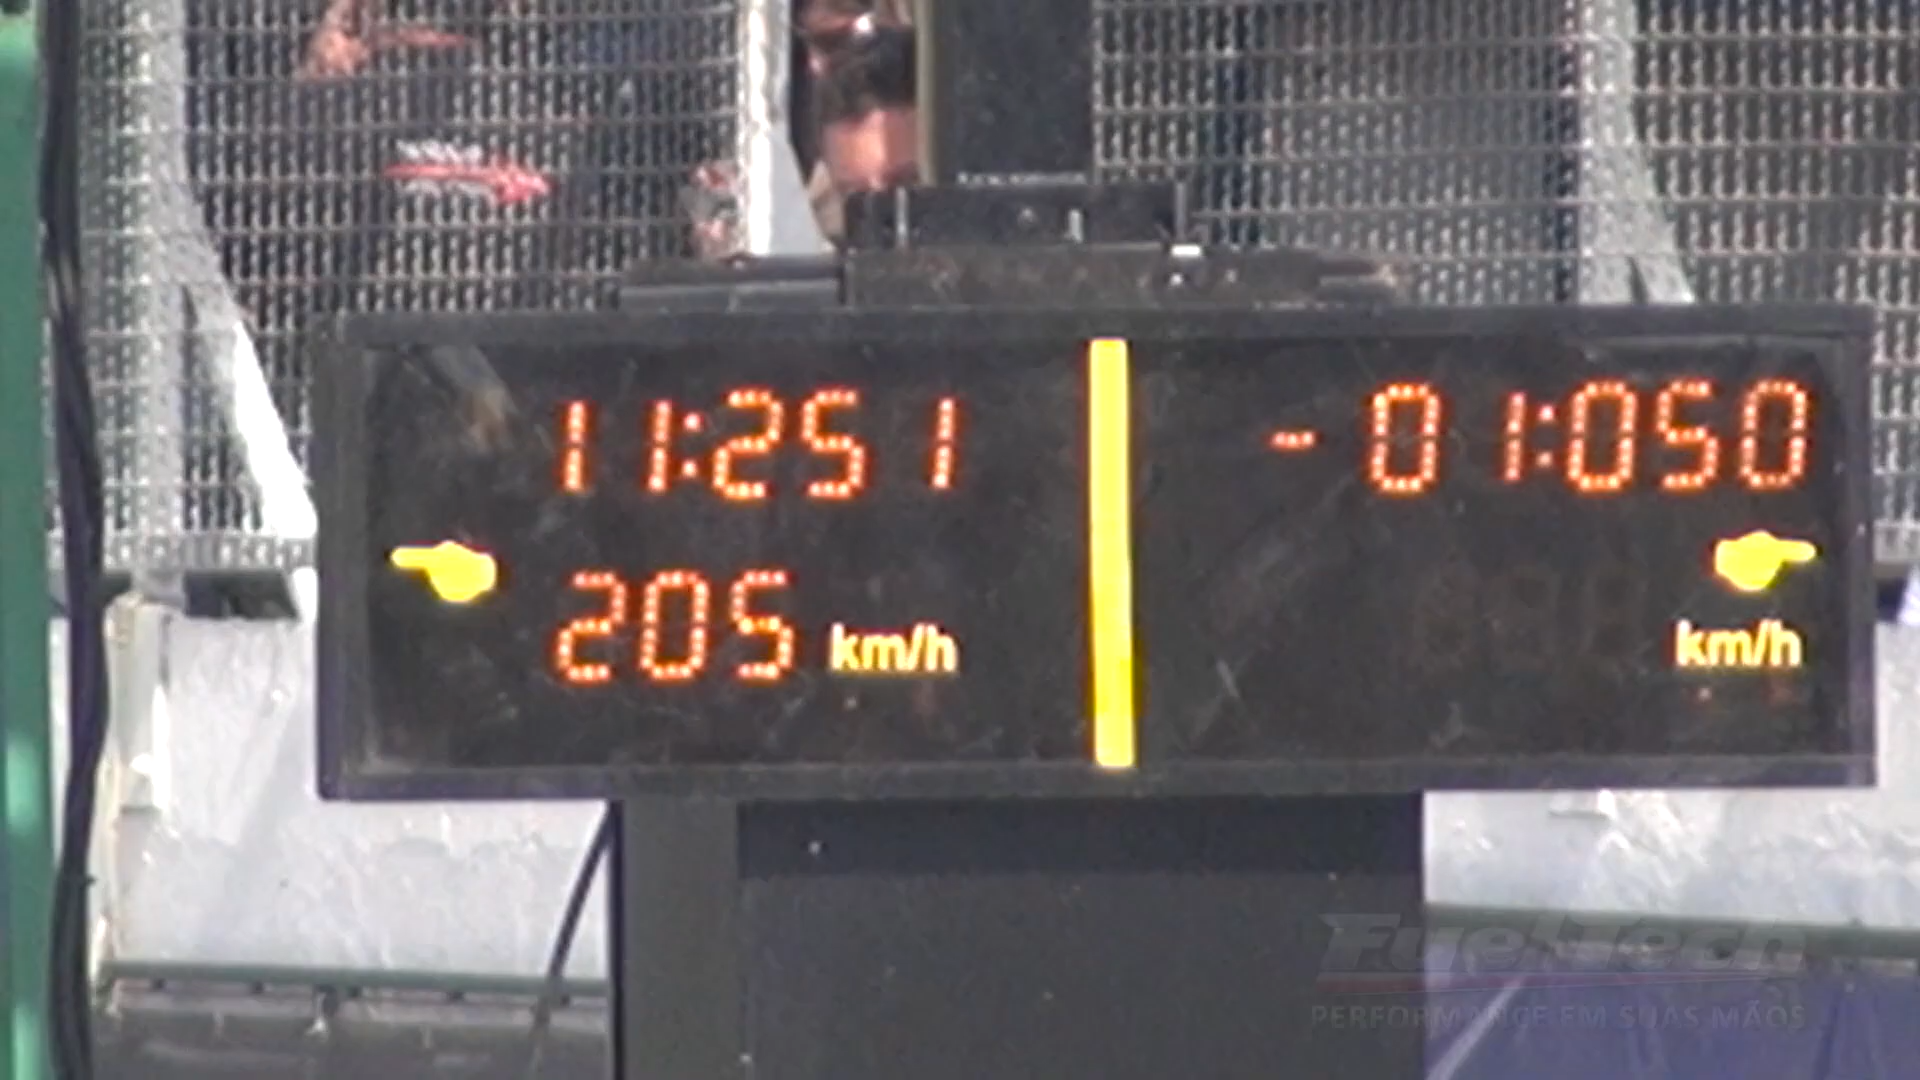 11:251
-01:050
205 km/h
km/h
FuelTech
PERFORMANCE EM SUAS MÃOS